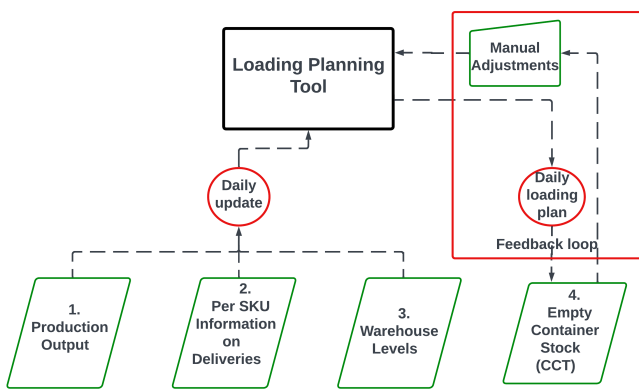 Loading Planning
Tool
Manual
Adjustments
Daily
update
Daily
loading
plan
Feedback loop
1.
Production
Output
2.
Per SKU
Information
on
Deliveries
3.
Warehouse
Levels
4.
Empty
Container
Stock
(CCT)